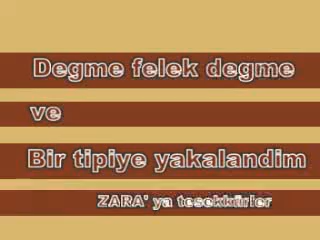 Degme felek degme
ve
Bir tipiye yakalandim
ZARA' ya tesekkürler